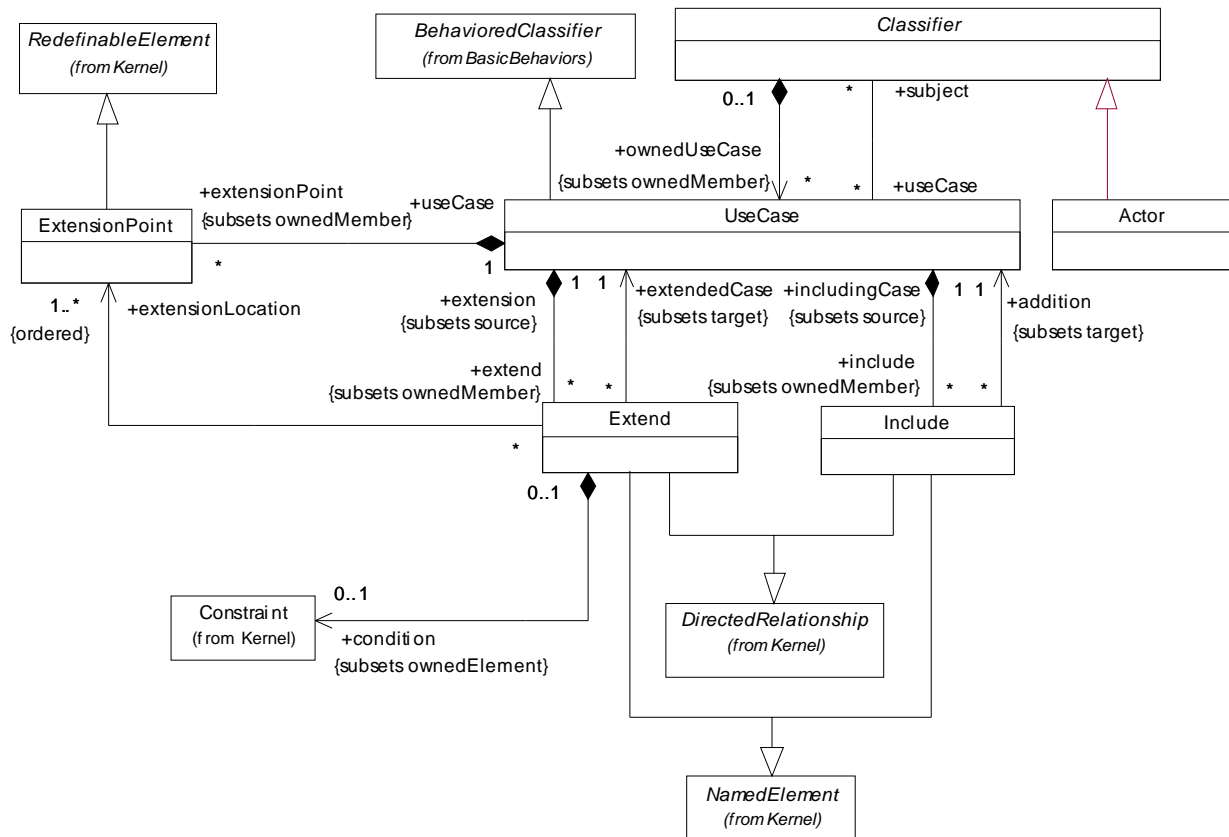 RedefinableElement
(from Kernel)
BehavioredClassifier
(from BasicBehaviors)
Classifier
0..1
*
+subject
+ownedUseCase
{subsets ownedMember}
*
*
+useCase
+extensionPoint
{subsets ownedMember}
+useCase
ExtensionPoint
UseCase
Actor
*
1
1..*
{ordered}
+extensionLocation
+extension
{subsets source}
1
1
+extendedCase
{subsets target}
+includingCase
{subsets source}
1
1
+addition
{subsets target}
+extend
{subsets ownedMember}
*
*
+include
{subsets ownedMember}
*
*
Extend
Include
*
0..1
Constraint
(from Kernel)
0..1
+condition
{subsets ownedElement}
DirectedRelationship
(from Kernel)
NamedElement
(from Kernel)